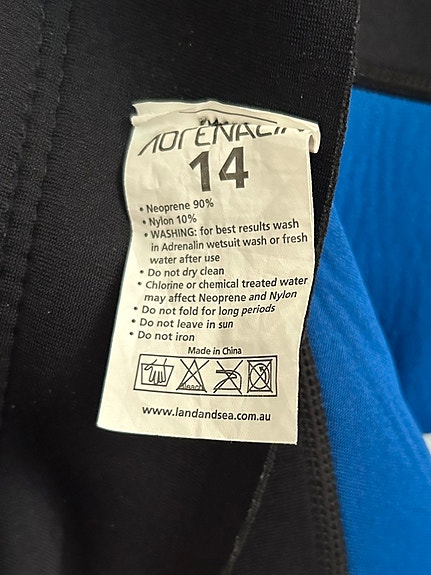 ADRENALIN
14
• Neoprene 90%
• Nylon 10%
• WASHING: for best results wash
in Adrenalin wetsuit wash or fresh
water after use
• Do not dry clean
• Chlorine or chemical treated water
may affect Neoprene and Nylon
• Do not fold for long periods
• Do not leave in sun
• Do not iron
Made in China
www.landandsea.com.au